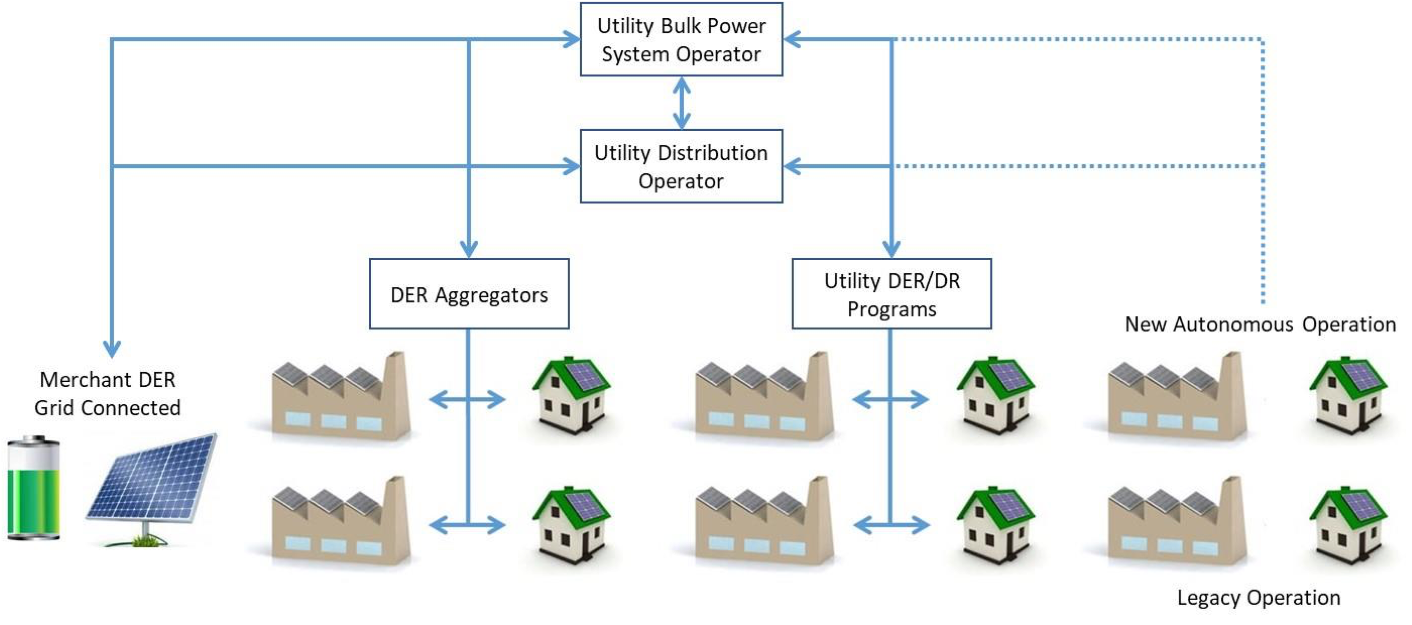 Utility Bulk Power
System Operator
Utility Distribution
Operator
DER Aggregators
Utility DER/DR
Programs
New Autonomous Operation
Merchant DER
Grid Connected
Legacy Operation